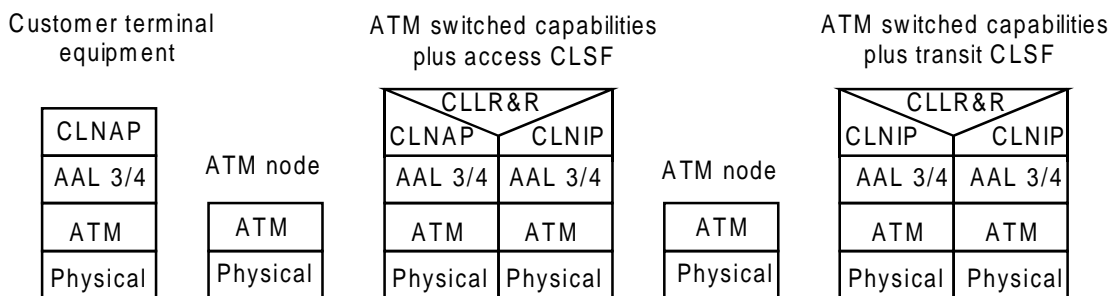 Customer terminal
equipment
ATM switched capabilities
plus access CLSF
ATM switched capabilities
plus transit CLSF
CLNAP
AAL 3/4
ATM
Physical
ATM node
ATM
Physical
CLLR&R
CLNAP CLNIP
AAL 3/4 AAL 3/4
ATM ATM
Physical Physical
ATM node
ATM
Physical
CLLR&R
CLNIP CLNIP
AAL 3/4 AAL 3/4
ATM ATM
Physical Physical